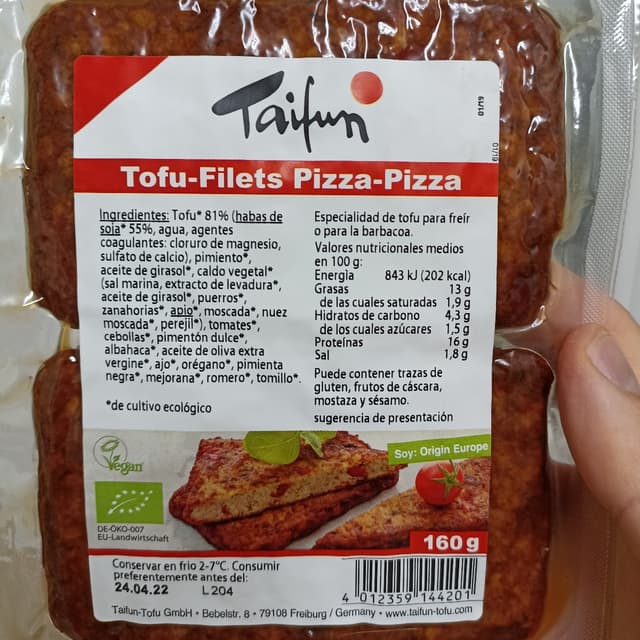 Taifun
01/19
01/19
Tofu-Filets Pizza-Pizza
Ingredientes: Tofu* 81% (habas de
soja* 55%, agua, agentes
coagulantes: cloruro de magnesio,
sulfato de calcio), pimiento*,
aceite de girasol*, caldo vegetal*
(sal marina, extracto de levadura*,
aceite de girasol*, puerros*,
zanahorias*, apio*, moscada*, nuez
moscada*, perejil*), tomates*,
cebollas*, pimentón dulce*,
albahaca*, aceite de oliva extra
vergine*, ajo*, orégano*, pimienta
negra*, mejorana*, romero*, tomillo*.
*de cultivo ecológico
Especialidad de tofu para freír
o para la barbacoa.
Valores nutricionales medios
en 100 g:
Energía 843 kJ (202 kcal)
Grasas 13 g
de las cuales saturadas 1,9 g
Hidratos de carbono 4,3 g
de los cuales azúcares 1,5 g
Proteínas 16 g
Sal 1,8 g
Puede contener trazas de
gluten, frutos de cáscara,
mostaza y sésamo.
sugerencia de presentación
Vegan
Soy: Origin Europe
DE-ÖKO-007
EU-Landwirtschaft
160 g
Conservar en frio 2-7°C. Consumir
preferentemente antes del:
24.04.22 L 204
4 012359 144201
Taifun-Tofu GmbH • Bebelstr. 8 • 79108 Freiburg / Germany • www.taifun-tofu.com